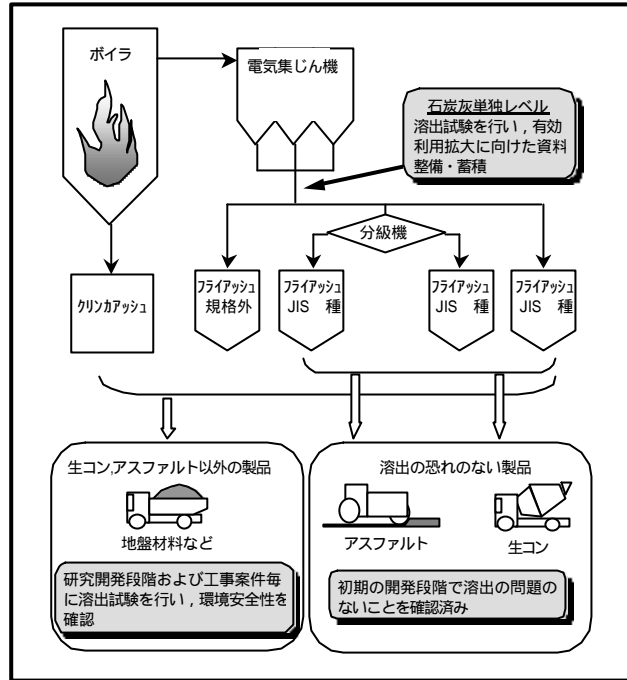 ボイラ
電気集じん機
石炭灰単独レベル
溶出試験を行い，有効
利用拡大に向けた資料
整備・蓄積
分級機
クリンカアッシュ
フライアッシュ
規格外
フライアッシュ
JIS 種
フライアッシュ
JIS 種
フライアッシュ
JIS 種
生コン,アスファルト以外の製品
地盤材料など
研究開発段階および工事案件毎
に溶出試験を行い，環境安全性を
確認
溶出の恐れのない製品
アスファルト
生コン
初期の開発段階で溶出の問題の
ないことを確認済み